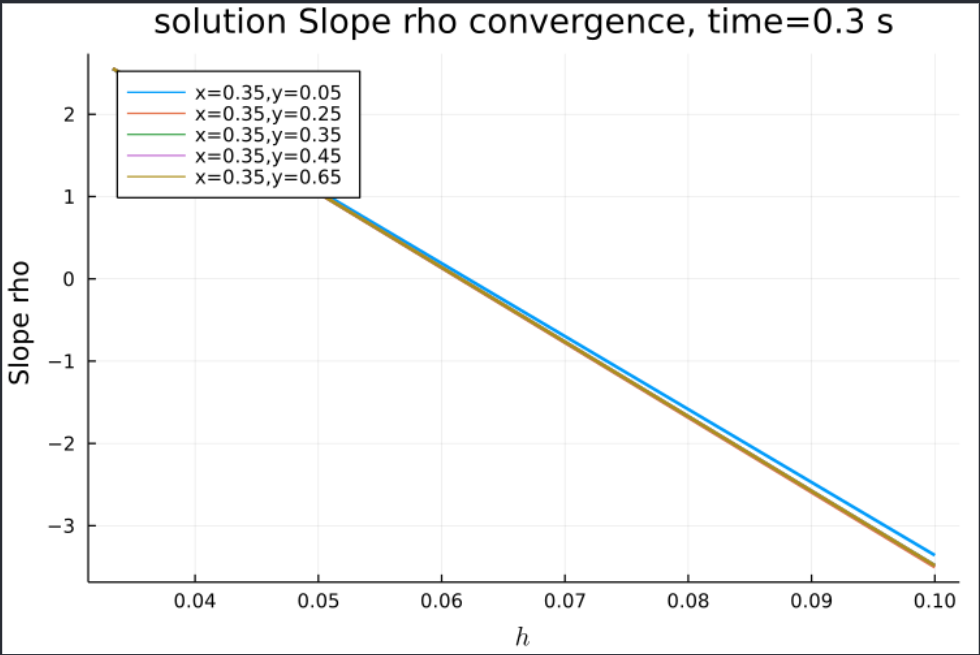 solution Slope rho convergence, time=0.3 s
x=0.35,y=0.05
x=0.35,y=0.25
x=0.35,y=0.35
x=0.35,y=0.45
x=0.35,y=0.65
2
1
0
−1
−2
−3
Slope rho
0.04 0.05 0.06 0.07 0.08 0.09 0.10
h